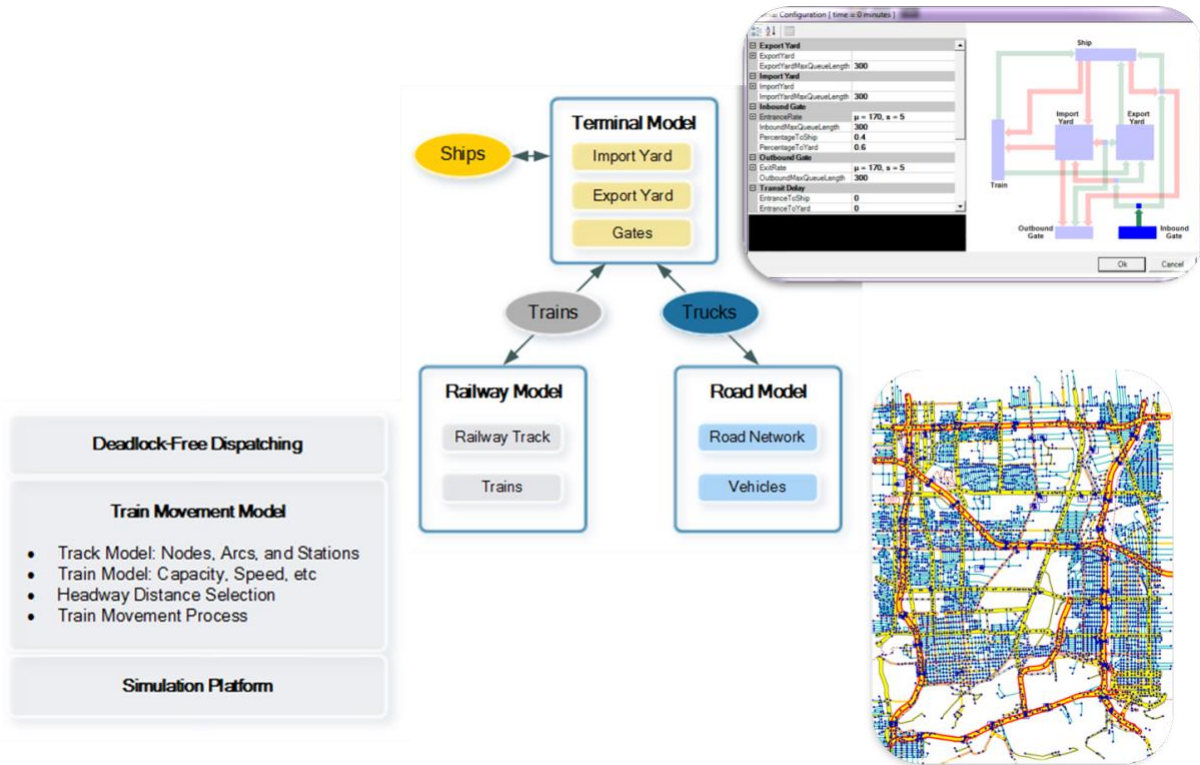 Configuration [ time = 0 minutes ]
Export Yard
ExportYard
ExportYardMaxQueueLength 300
Import Yard
ImportYard
ImportYardMaxQueueLength 300
Inbound Gate
EntranceRate μ = 170, s = 5
InboundMaxQueueLength 300
PercentageToShip 0.4
PercentageToYard 0.6
Outbound Gate
ExitRate μ = 170, s = 5
OutboundMaxQueueLength 300
Transit Delay
EntranceToShip 0
EntranceToYard 0
Ship
Import
Yard
Export
Yard
Train
Outbound
Gate
Inbound
Gate
Ok Cancel
Terminal Model
Import Yard
Export Yard
Gates
Ships
Trains
Trucks
Railway Model
Railway Track
Trains
Road Model
Road Network
Vehicles
Deadlock-Free Dispatching
Train Movement Model
• Track Model: Nodes, Arcs, and Stations
• Train Model: Capacity, Speed, etc
• Headway Distance Selection
• Train Movement Process
Simulation Platform